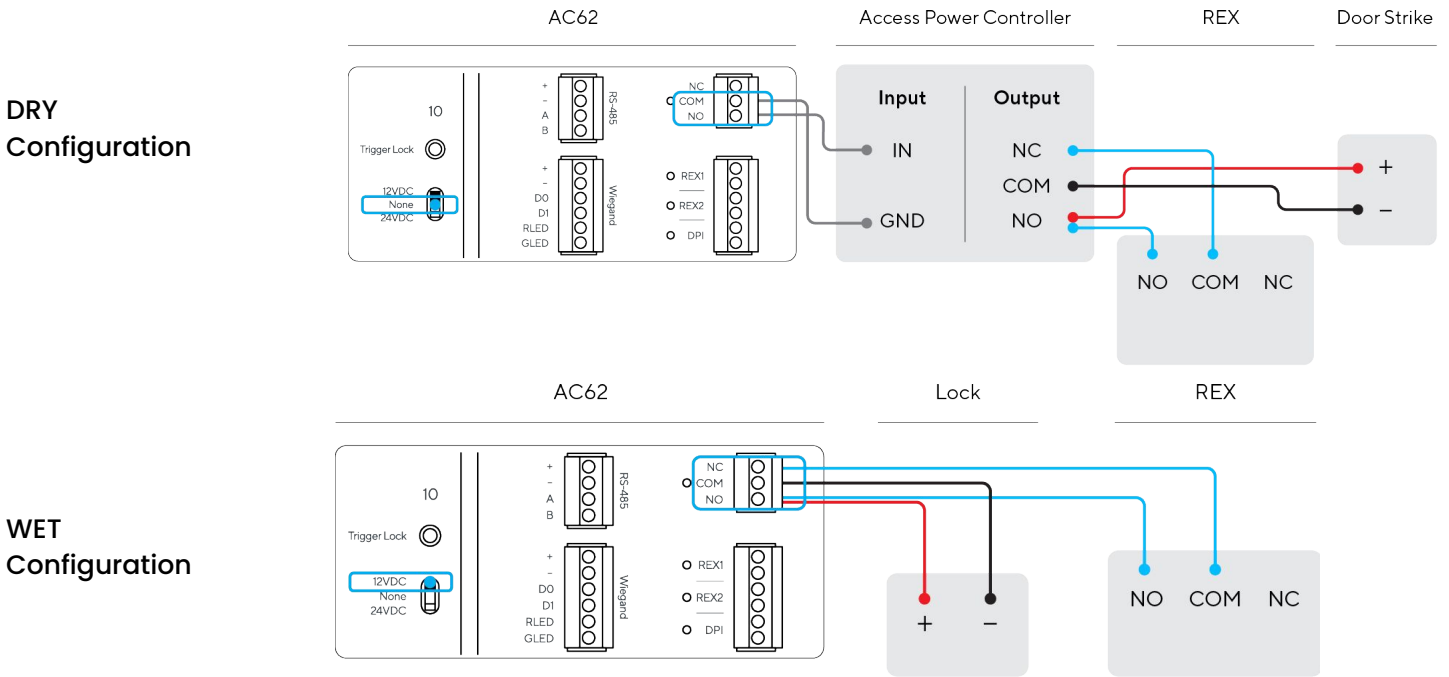 AC62
Access Power Controller
REX
Door Strike
DRY
Configuration
10
Trigger Lock
12VDC
None
24VDC
+
-
A
B
RS-485
+
-
D0
D1
RLED
GLED
Wiegand
NC
COM
NO
REX1
REX2
DPI
Input
Output
IN
GND
NC
COM
NO
+
−
NO COM NC
AC62
Lock
REX
WET
Configuration
10
Trigger Lock
12VDC
None
24VDC
+
-
A
B
RS-485
+
-
D0
D1
RLED
GLED
Wiegand
NC
COM
NO
REX1
REX2
DPI
+ −
NO COM NC